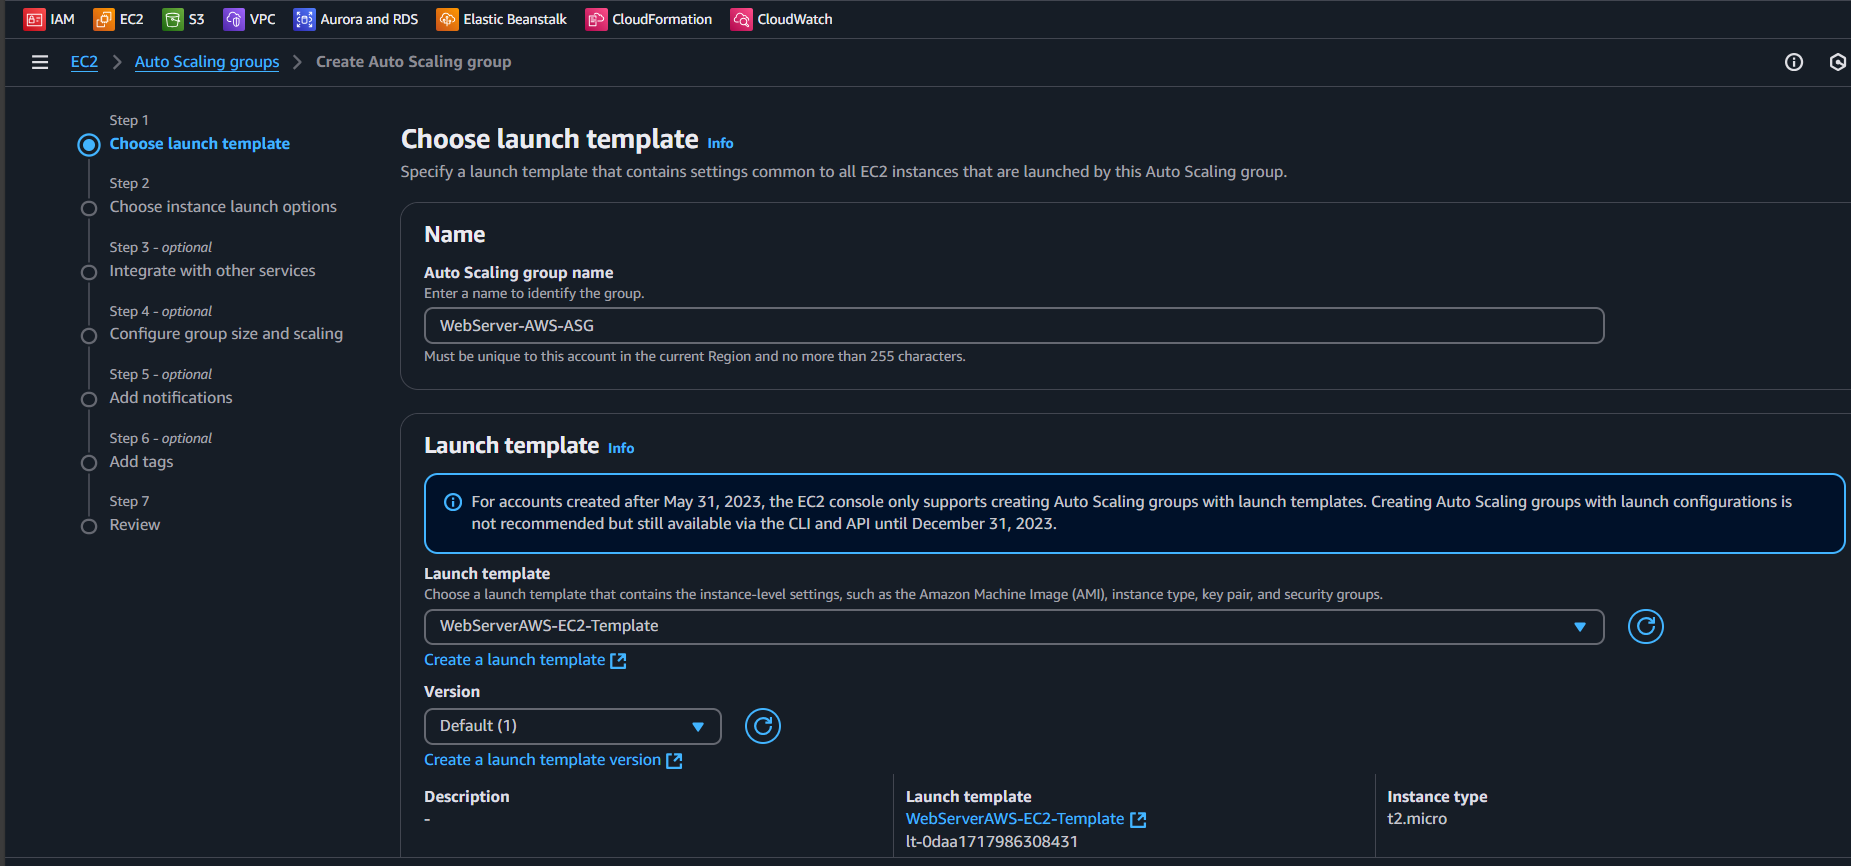 IAM EC2 S3 VPC Aurora and RDS Elastic Beanstalk CloudFormation CloudWatch
EC2 Auto Scaling groups Create Auto Scaling group
Step 1
Choose launch template
Step 2
Choose instance launch options
Step 3 - optional
Integrate with other services
Step 4 - optional
Configure group size and scaling
Step 5 - optional
Add notifications
Step 6 - optional
Add tags
Step 7
Review
Choose launch template Info
Specify a launch template that contains settings common to all EC2 instances that are launched by this Auto Scaling group.
Name
Auto Scaling group name
Enter a name to identify the group.
WebServer-AWS-ASG
Must be unique to this account in the current Region and no more than 255 characters.
Launch template Info
For accounts created after May 31, 2023, the EC2 console only supports creating Auto Scaling groups with launch templates. Creating Auto Scaling groups with launch configurations is
not recommended but still available via the CLI and API until December 31, 2023.
Launch template
Choose a launch template that contains the instance-level settings, such as the Amazon Machine Image (AMI), instance type, key pair, and security groups.
WebServerAWS-EC2-Template
Create a launch template
Version
Default (1)
Create a launch template version
Description
-
Launch template
WebServerAWS-EC2-Template
lt-0daa1717986308431
Instance type
t2.micro